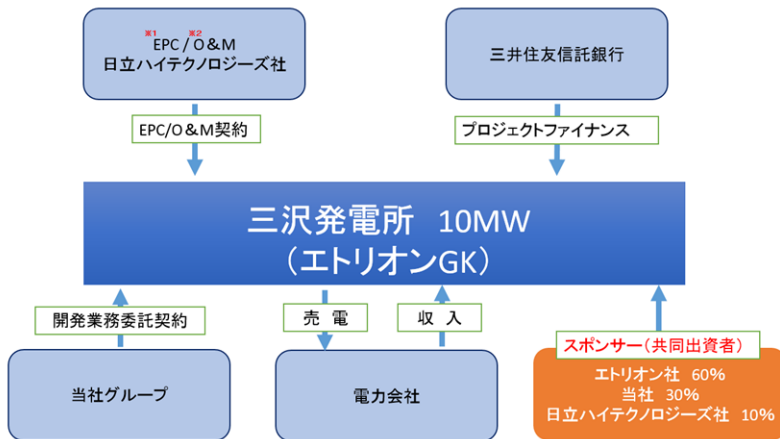 ※1 ※2
EPC / O&M
日立ハイテクノロジーズ社
三井住友信託銀行
EPC/O&M契約
プロジェクトファイナンス
三沢発電所 10MW
（エトリオンGK）
開発業務委託契約
売 電
収 入
スポンサー（共同出資者）
当社グループ
電力会社
エトリオン社 60%
当社 30%
日立ハイテクノロジーズ社 10%